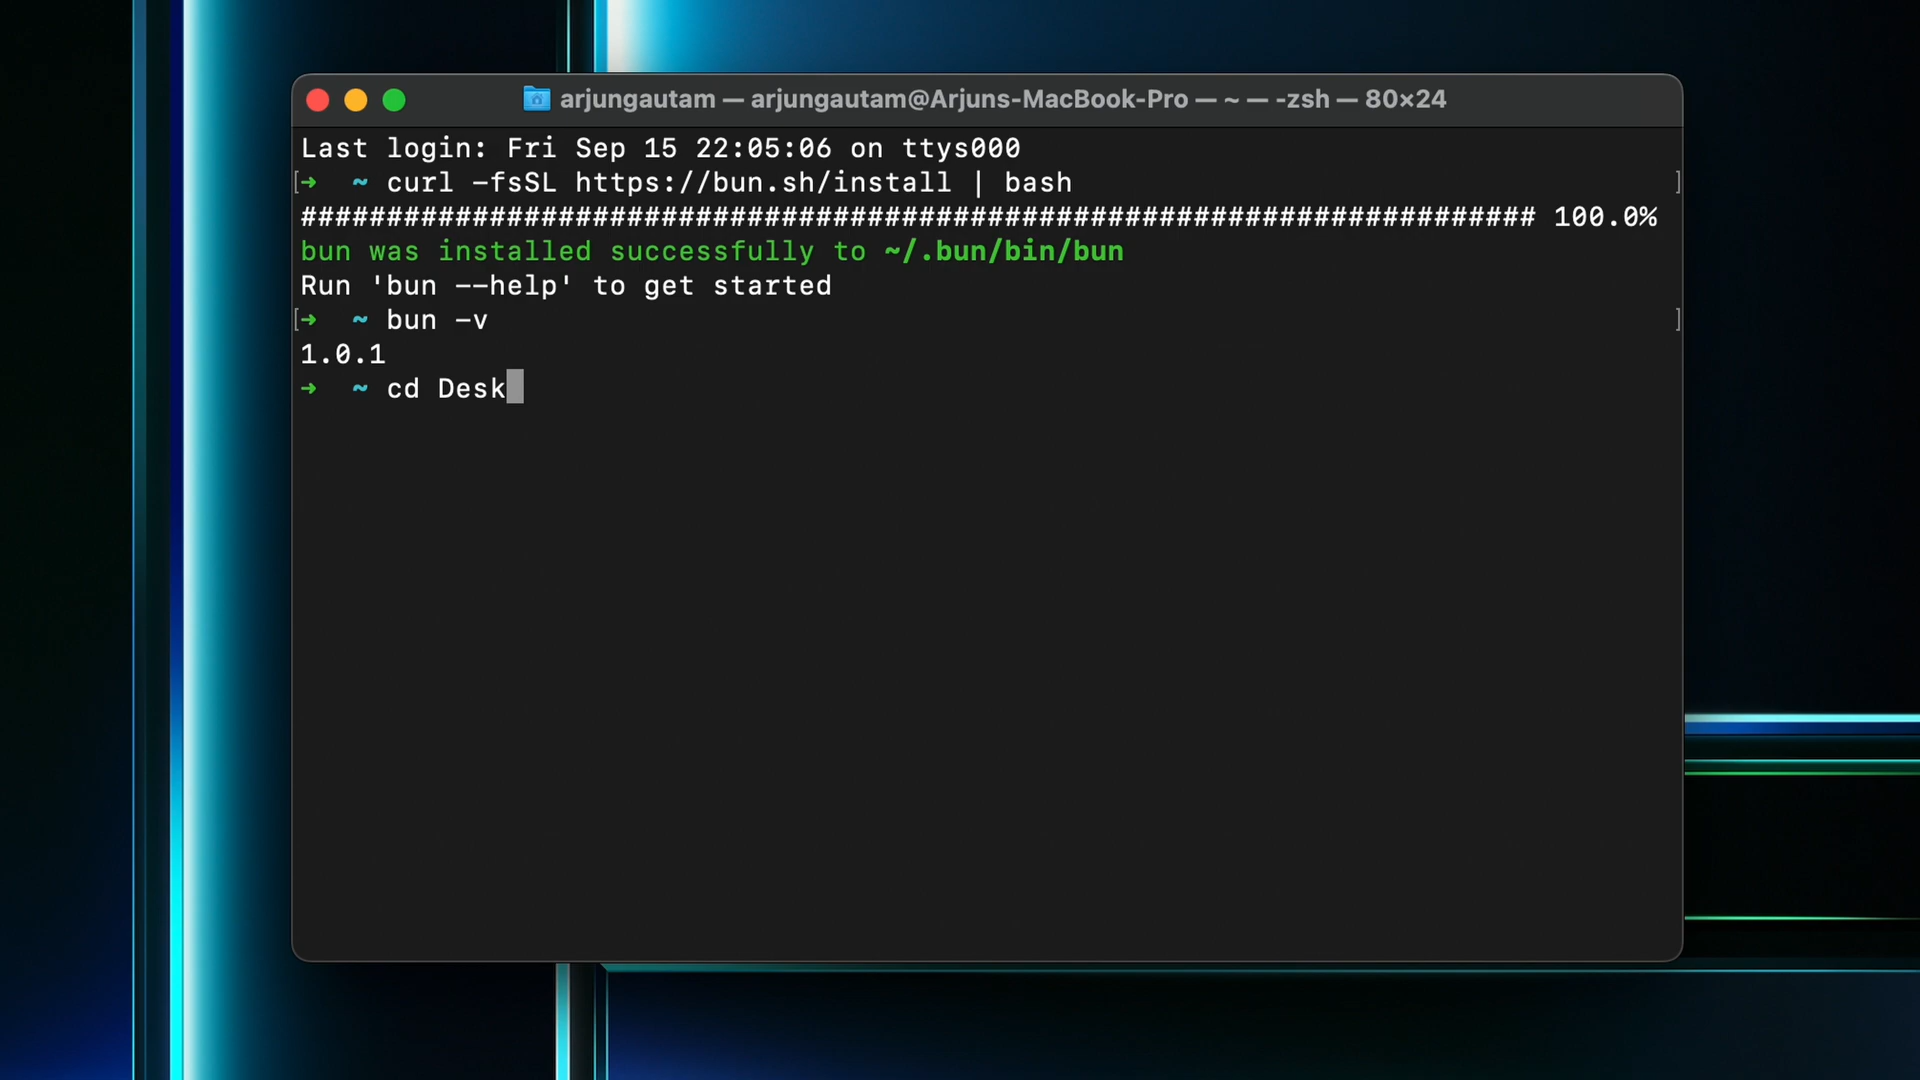 arjungautam — arjungautam@Arjuns-MacBook-Pro — ~ — -zsh — 80×24
Last login: Fri Sep 15 22:05:06 on ttys000
[➜  ~ curl -fsSL https://bun.sh/install | bash ]
######################################################################## 100.0%
bun was installed successfully to ~/.bun/bin/bun
Run 'bun --help' to get started
[➜  ~ bun -v ]
1.0.1
➜  ~ cd Desk